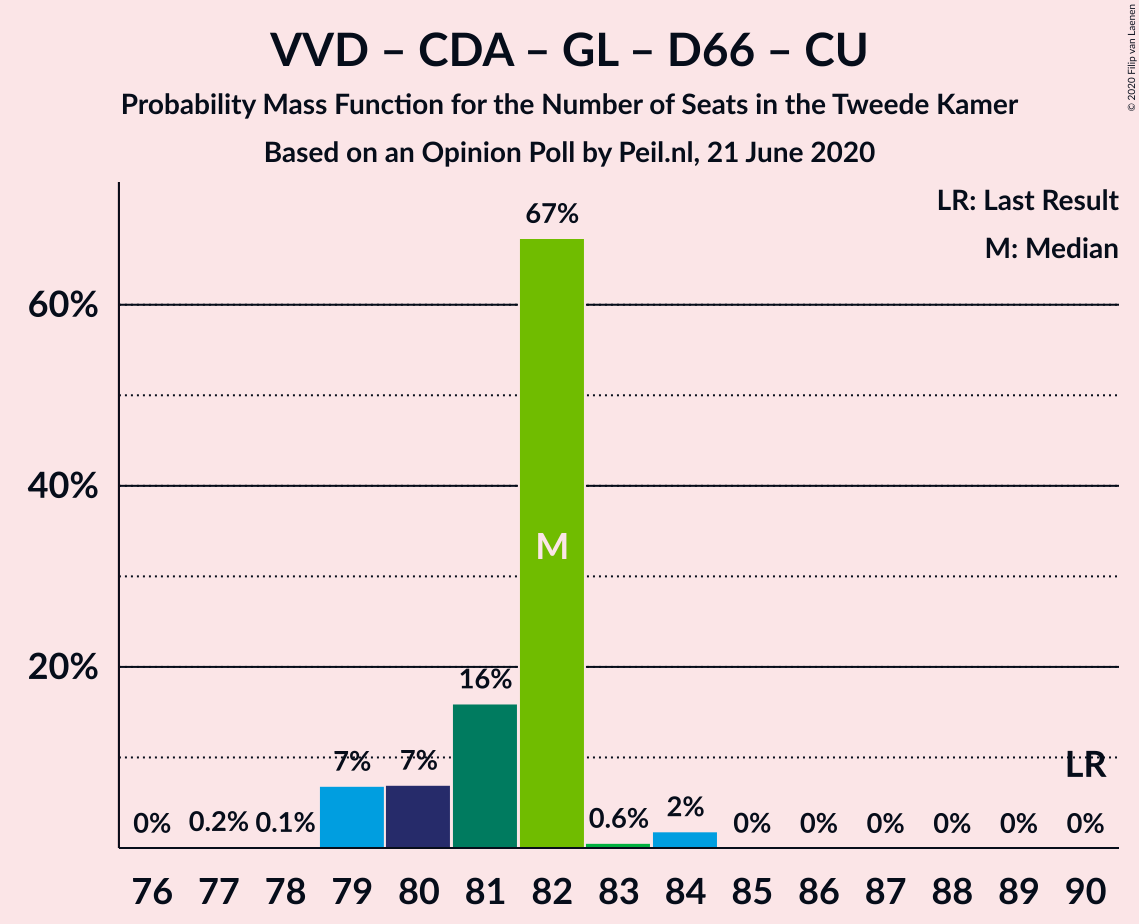 VVD – CDA – GL – D66 – CU
Probability Mass Function for the Number of Seats in the Tweede Kamer
Based on an Opinion Poll by Peil.nl, 21 June 2020
© 2020 Filip van Laenen
LR: Last Result
M: Median
67%
60%
40%
M
20%
16%
7% 7%
LR
0% 0.2% 0.1% 0.6% 2% 0% 0% 0% 0% 0% 0%
76 77 78 79 80 81 82 83 84 85 86 87 88 89 90